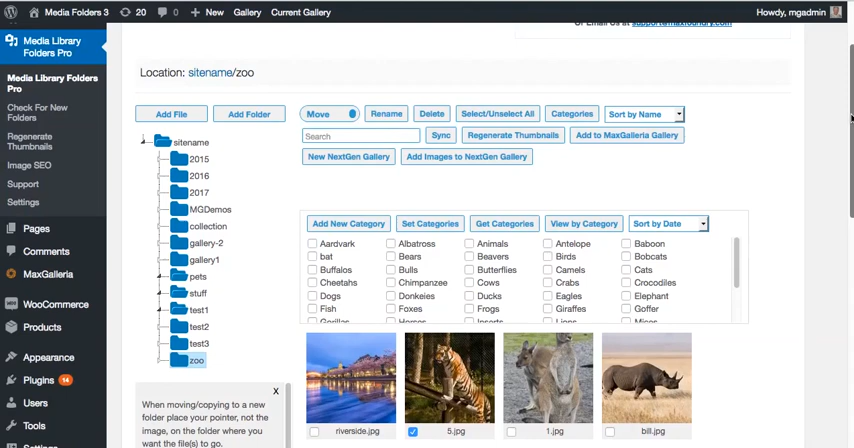 Media Folders 3 20 0 + New Gallery Current Gallery Howdy, mgadmin
or Email Us at support@maxfoundry.com
Media Library
Folders Pro
Media Library Folders
Pro
Check For New
Folders
Regenerate
Thumbnails
Image SEO
Support
Settings
Pages
Comments
MaxGalleria
WooCommerce
Products
Appearance
Plugins 14
Users
Tools
Settings
Location: sitename/zoo
Add File Add Folder
sitename
2015
2016
2017
MGDemos
collection
gallery-2
gallery1
pets
stuff
test1
test2
test3
zoo
X
When moving/copying to a new
folder place your pointer, not the
image, on the folder where you
want the file(s) to go.
Move Rename Delete Select/Unselect All Categories Sort by Name
Search Sync Regenerate Thumbnails Add to MaxGalleria Gallery
New NextGen Gallery Add Images to NextGen Gallery
Add New Category Set Categories Get Categories View by Category Sort by Date
Aardvark Albatross Animals Antelope Baboon
bat Bears Beavers Birds Bobcats
Buffalos Bulls Butterflies Camels Cats
Cheetahs Chimpanzee Cows Crabs Crocodiles
Dogs Donkeies Ducks Eagles Elephant
Fish Foxes Frogs Giraffes Goffer
Gorillas Horses Insects Lions Mices
riverside.jpg 5.jpg 1.jpg bill.jpg